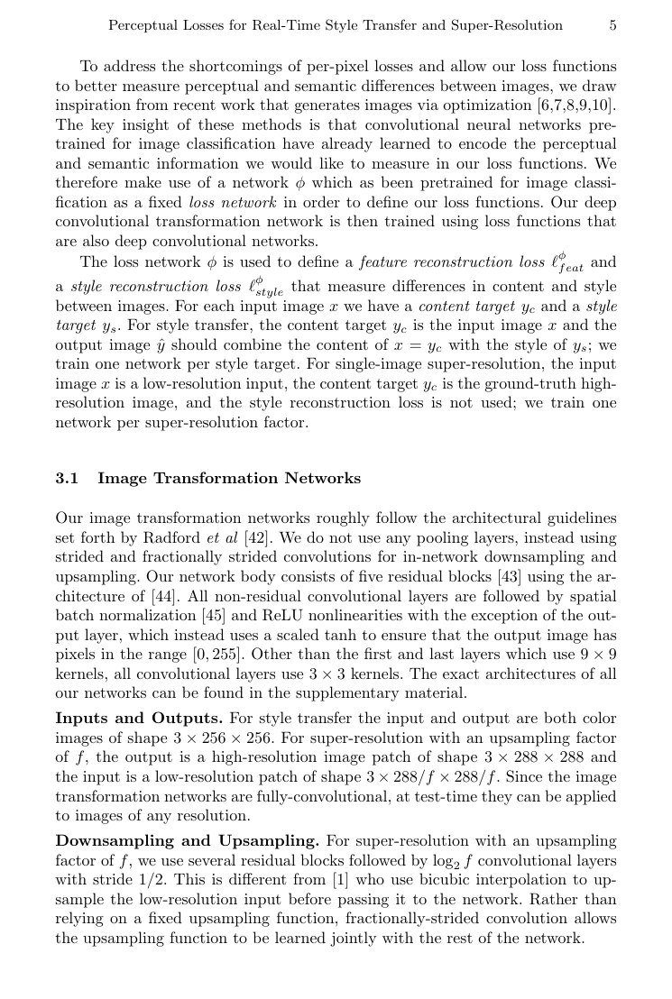 Perceptual Losses for Real-Time Style Transfer and Super-Resolution 5
To address the shortcomings of per-pixel losses and allow our loss functions
to better measure perceptual and semantic differences between images, we draw
inspiration from recent work that generates images via optimization [6,7,8,9,10].
The key insight of these methods is that convolutional neural networks pre-
trained for image classification have already learned to encode the perceptual
and semantic information we would like to measure in our loss functions. We
therefore make use of a network ϕ which as been pretrained for image classi-
fication as a fixed loss network in order to define our loss functions. Our deep
convolutional transformation network is then trained using loss functions that
are also deep convolutional networks.
The loss network ϕ is used to define a feature reconstruction loss ℓ^ϕ_feat and
a style reconstruction loss ℓ^ϕ_style that measure differences in content and style
between images. For each input image x we have a content target y_c and a style
target y_s. For style transfer, the content target y_c is the input image x and the
output image ŷ should combine the content of x = y_c with the style of y_s; we
train one network per style target. For single-image super-resolution, the input
image x is a low-resolution input, the content target y_c is the ground-truth high-
resolution image, and the style reconstruction loss is not used; we train one
network per super-resolution factor.
3.1 Image Transformation Networks
Our image transformation networks roughly follow the architectural guidelines
set forth by Radford et al [42]. We do not use any pooling layers, instead using
strided and fractionally strided convolutions for in-network downsampling and
upsampling. Our network body consists of five residual blocks [43] using the ar-
chitecture of [44]. All non-residual convolutional layers are followed by spatial
batch normalization [45] and ReLU nonlinearities with the exception of the out-
put layer, which instead uses a scaled tanh to ensure that the output image has
pixels in the range [0, 255]. Other than the first and last layers which use 9 × 9
kernels, all convolutional layers use 3 × 3 kernels. The exact architectures of all
our networks can be found in the supplementary material.
Inputs and Outputs. For style transfer the input and output are both color
images of shape 3 × 256 × 256. For super-resolution with an upsampling factor
of f, the output is a high-resolution image patch of shape 3 × 288 × 288 and
the input is a low-resolution patch of shape 3 × 288/f × 288/f. Since the image
transformation networks are fully-convolutional, at test-time they can be applied
to images of any resolution.
Downsampling and Upsampling. For super-resolution with an upsampling
factor of f, we use several residual blocks followed by log₂ f convolutional layers
with stride 1/2. This is different from [1] who use bicubic interpolation to up-
sample the low-resolution input before passing it to the network. Rather than
relying on a fixed upsampling function, fractionally-strided convolution allows
the upsampling function to be learned jointly with the rest of the network.